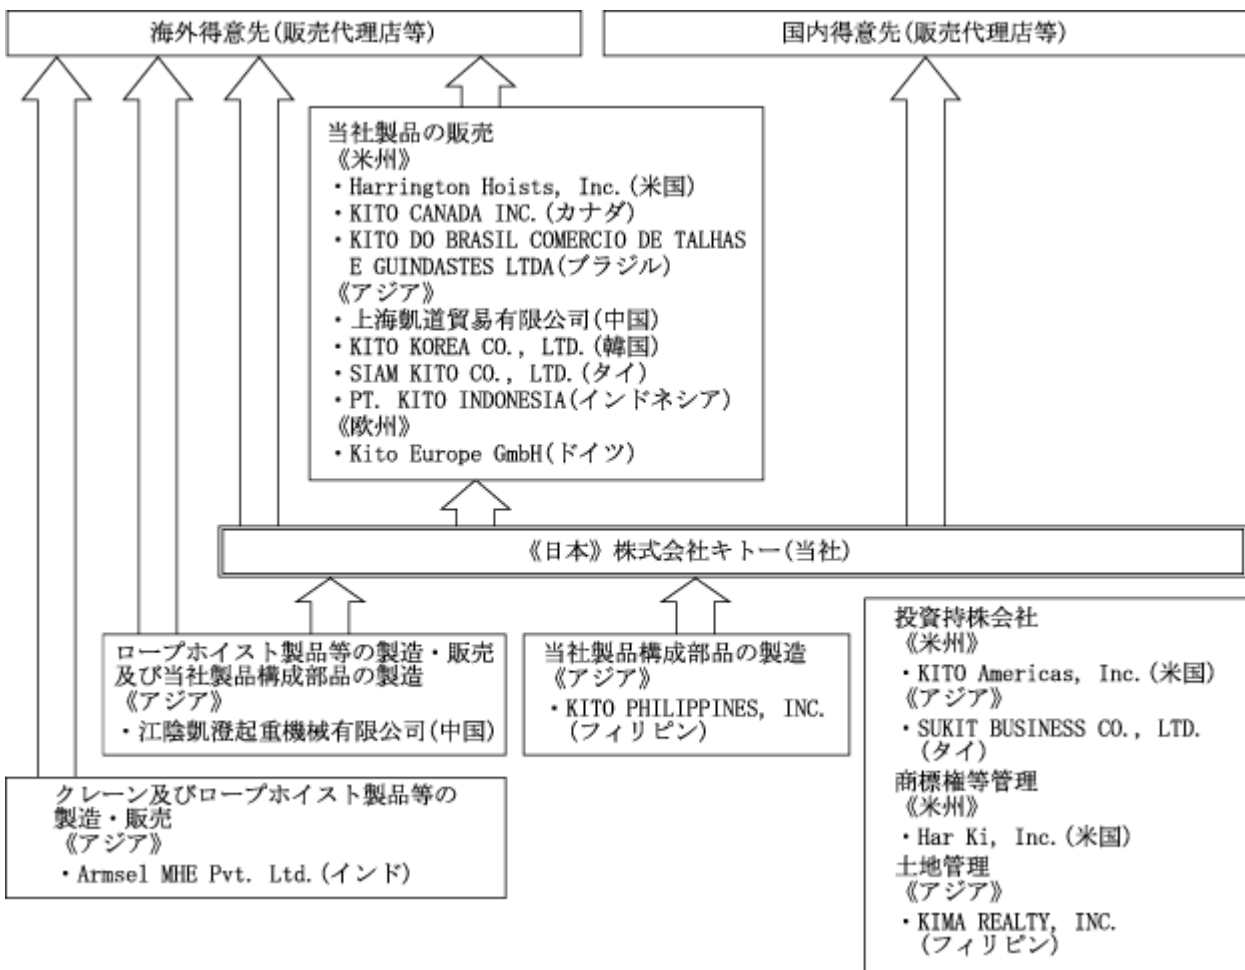 海外得意先(販売代理店等)
国内得意先(販売代理店等)
当社製品の販売
《米州》
・Harrington Hoists, Inc.(米国)
・KITO CANADA INC.(カナダ)
・KITO DO BRASIL COMERCIO DE TALHAS
E GUINDASTES LTDA(ブラジル)
《アジア》
・上海凱道貿易有限公司(中国)
・KITO KOREA CO., LTD.(韓国)
・SIAM KITO CO., LTD.(タイ)
・PT. KITO INDONESIA(インドネシア)
《欧州》
・Kito Europe GmbH(ドイツ)
《日本》株式会社キトー(当社)
ロープホイスト製品等の製造・販売
及び当社製品構成部品の製造
《アジア》
・江陰凱澄起重機械有限公司(中国)
当社製品構成部品の製造
《アジア》
・KITO PHILIPPINES, INC.
(フィリピン)
クレーン及びロープホイスト製品等の
製造・販売
《アジア》
・Armsel MHE Pvt. Ltd.(インド)
投資持株会社
《米州》
・KITO Americas, Inc.(米国)
《アジア》
・SUKIT BUSINESS CO., LTD.
(タイ)
商標権等管理
《米州》
・Har Ki, Inc.(米国)
土地管理
《アジア》
・KIMA REALTY, INC.
(フィリピン)